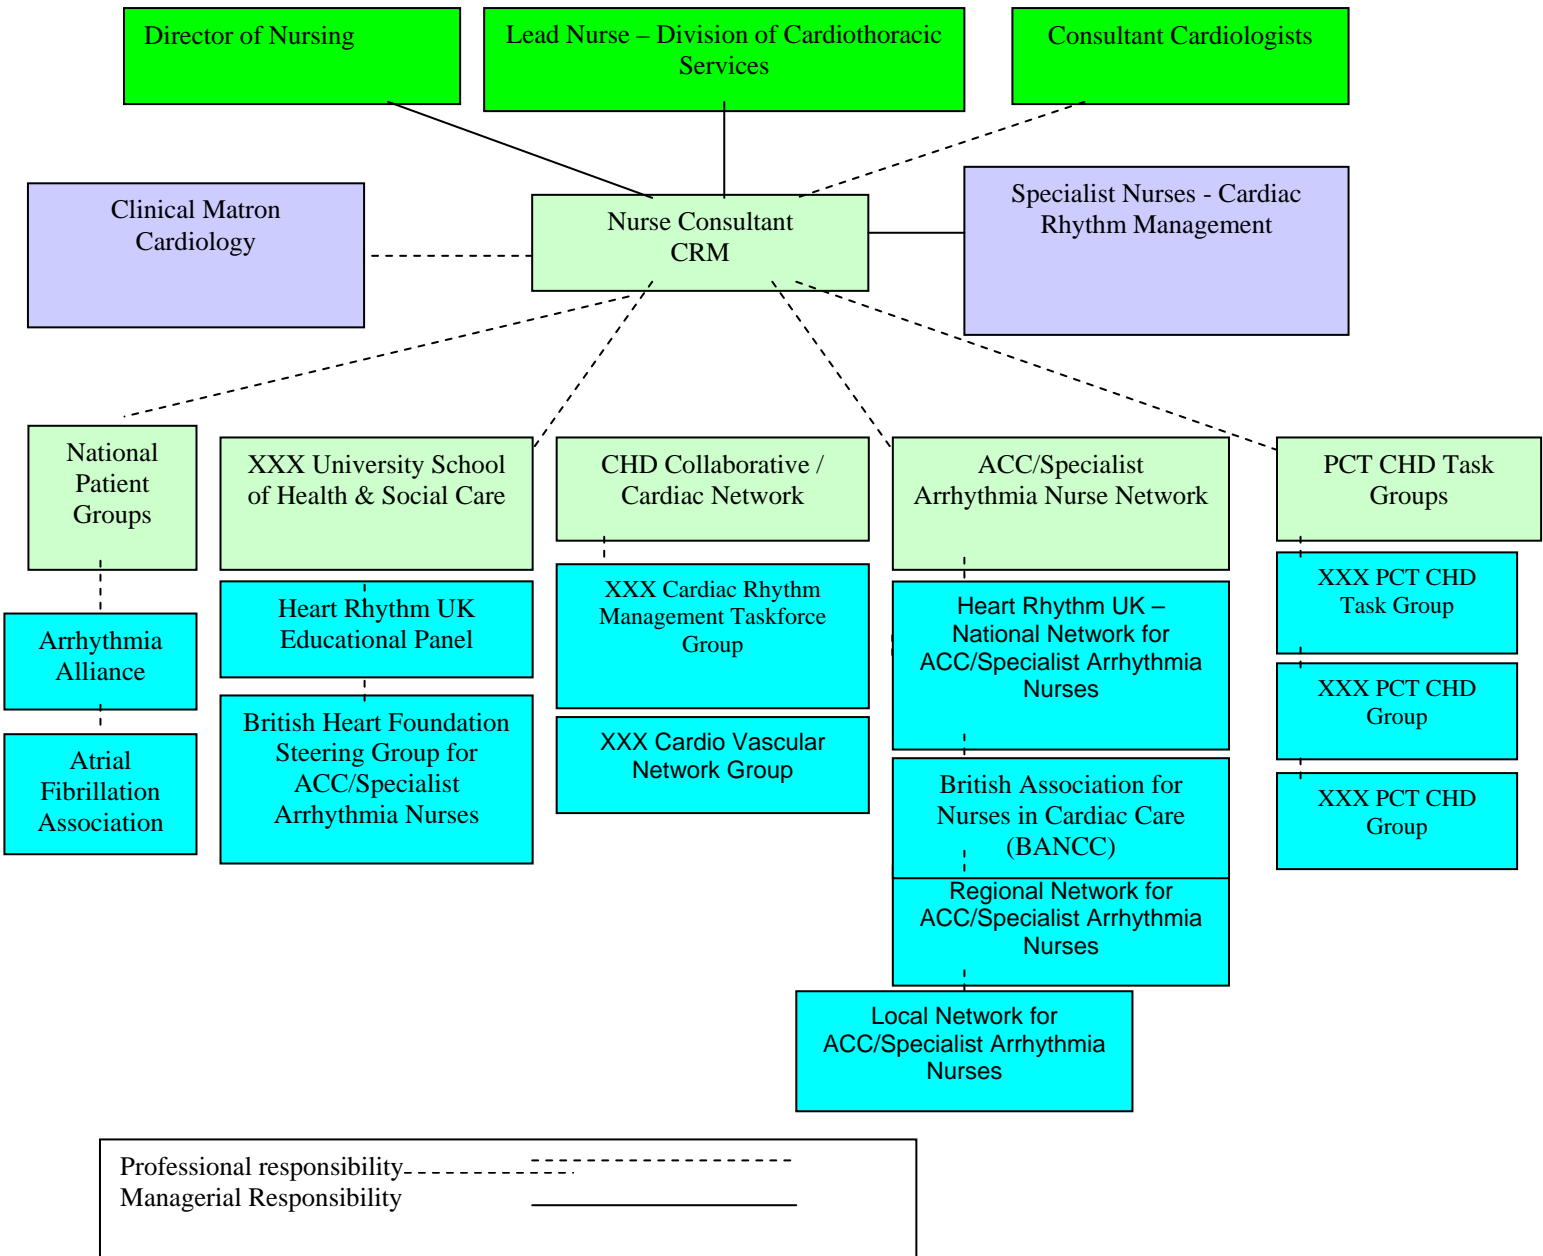 Director of Nursing
Lead Nurse – Division of Cardiothoracic
Services
Consultant Cardiologists
Clinical Matron
Cardiology
Nurse Consultant
CRM
Specialist Nurses - Cardiac
Rhythm Management
National
Patient
Groups
XXX University School
of Health & Social Care
CHD Collaborative /
Cardiac Network
ACC/Specialist
Arrhythmia Nurse Network
PCT CHD Task
Groups
Arrhythmia
Alliance
Atrial
Fibrillation
Association
Heart Rhythm UK
Educational Panel
British Heart Foundation
Steering Group for
ACC/Specialist
Arrhythmia Nurses
XXX Cardiac Rhythm
Management Taskforce
Group
XXX Cardio Vascular
Network Group
Heart Rhythm UK –
National Network for
ACC/Specialist Arrhythmia
Nurses
British Association for
Nurses in Cardiac Care
(BANCC)
Regional Network for
ACC/Specialist Arrhythmia
Nurses
Local Network for
ACC/Specialist Arrhythmia
Nurses
XXX PCT CHD
Task Group
XXX PCT CHD
Group
XXX PCT CHD
Group
Professional responsibility
Managerial Responsibility